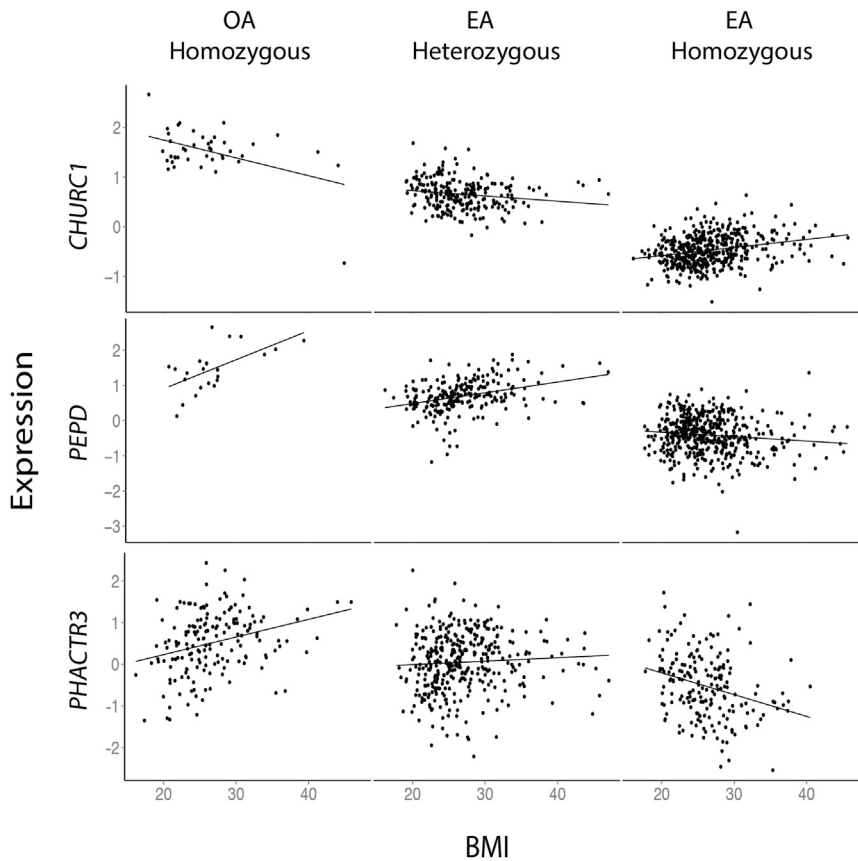 OA EA EA
Homozygous Heterozygous Homozygous
CHURC1
2
1
0
−1
Expression
PEPD
2
1
0
−1
−2
−3
PHACTR3
2
1
0
−1
−2
20 30 40 20 30 40 20 30 40
BMI